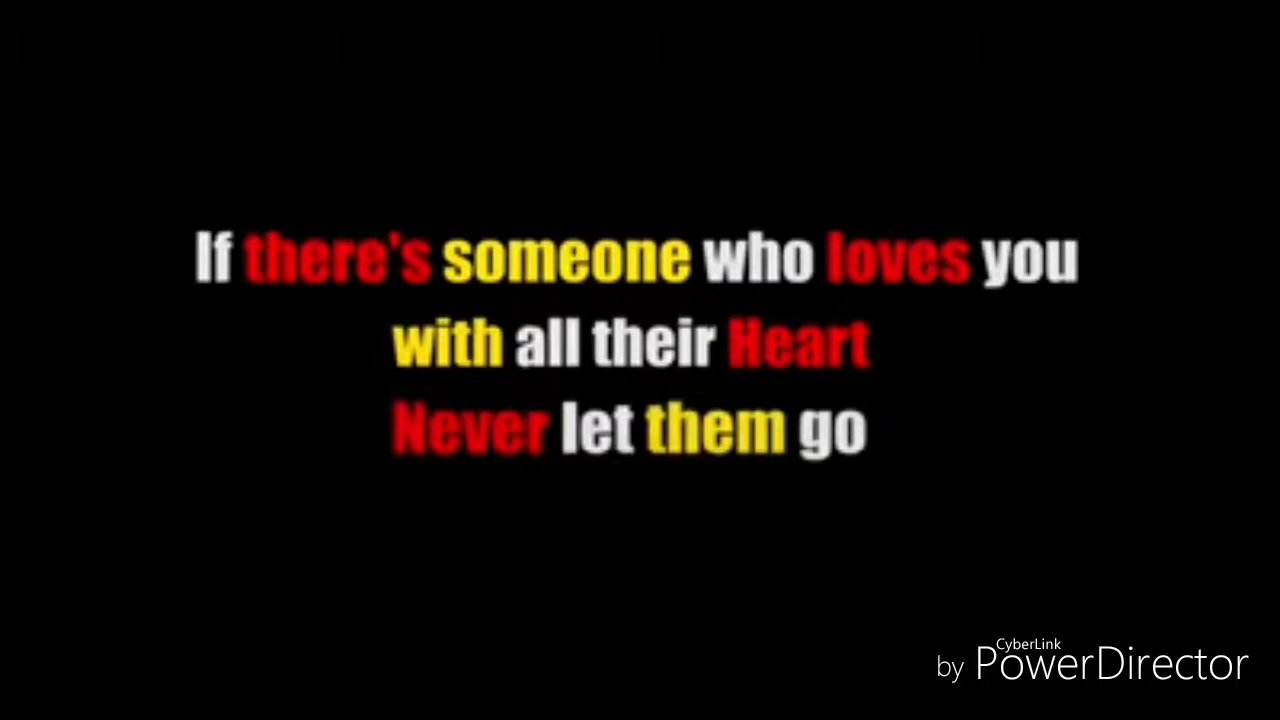 If there's someone who loves you
with all their Heart
Never let them go
CyberLink
by PowerDirector